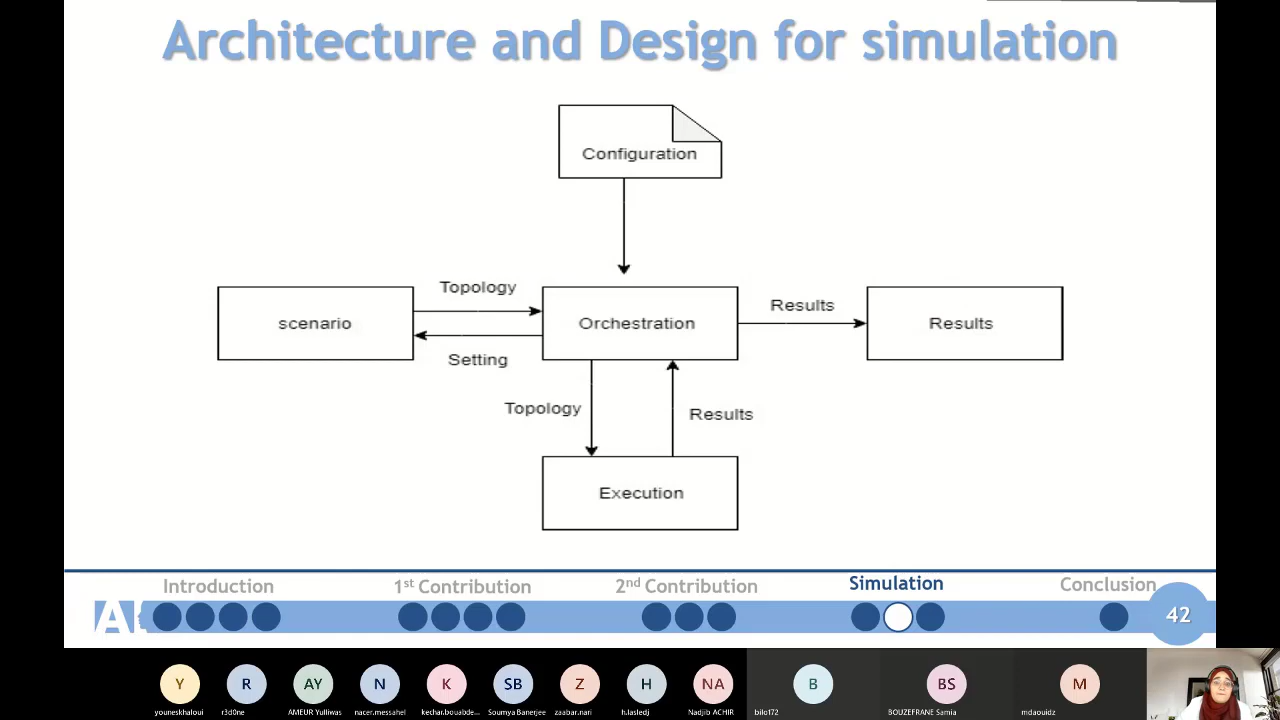 Architecture and Design for simulation
Configuration
Topology
Results
scenario
Orchestration
Results
Setting
Topology
Results
Execution
Introduction
1st Contribution
2nd Contribution
Simulation
Conclusion
42
Y
R
AY
N
K
SB
Z
H
NA
B
BS
M
youneskhaloui
r3d0ne
AMEUR Yulliwas
nacer.messahel
kechar.bouabde...
Soumya Banerjee
zaabar.nari
h.lasledj
Nadjib ACHIR
bilo172
BOUZEFRANE Samia
mdaouidz